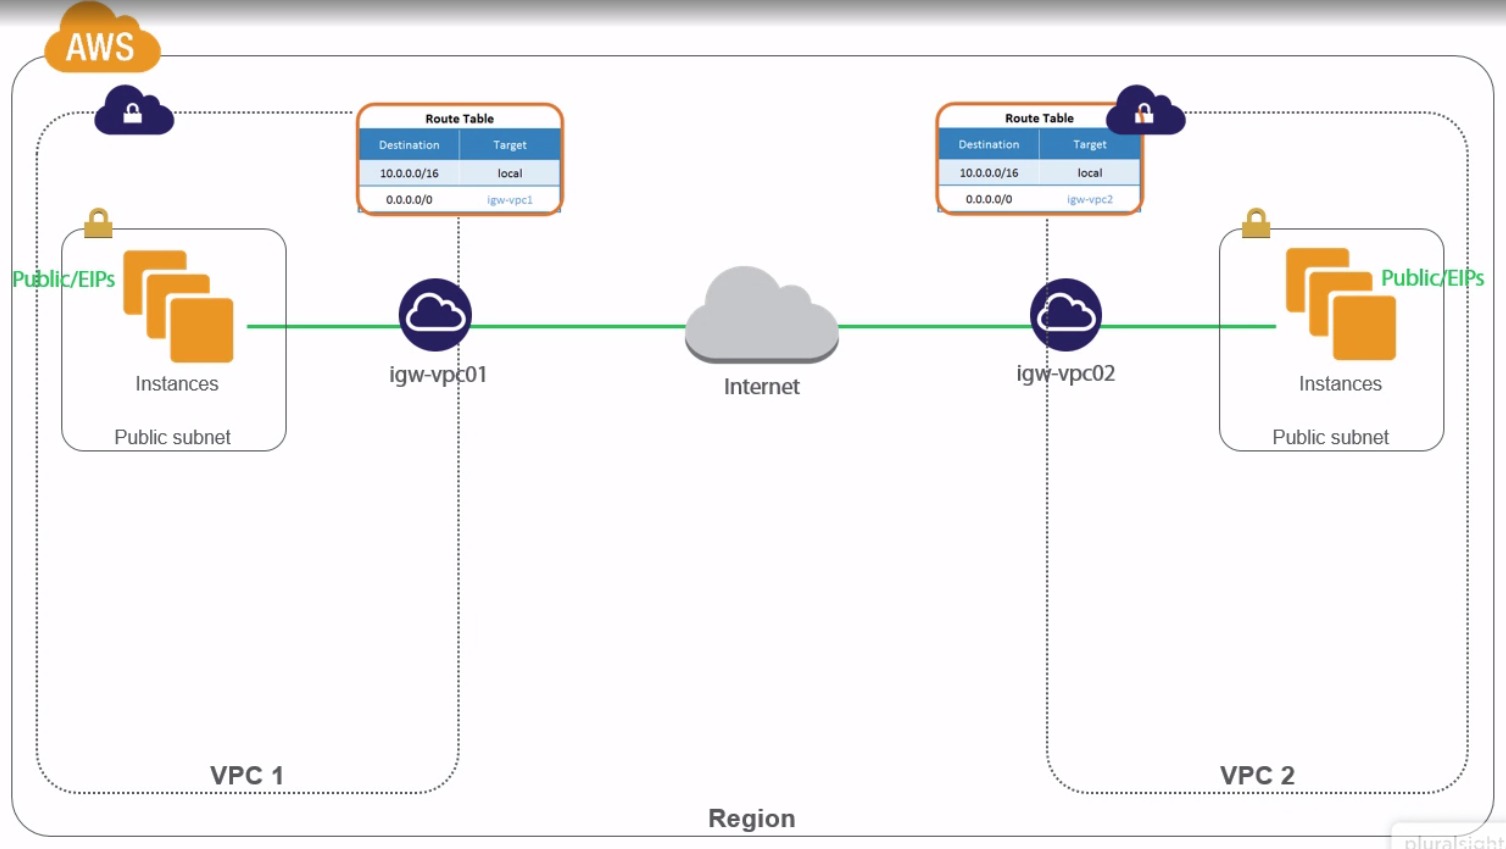 AWS
Route Table
Destination Target
10.0.0.0/16 local
0.0.0.0/0 igw-vpc1
Route Table
Destination Target
10.0.0.0/16 local
0.0.0.0/0 igw-vpc2
Public/EIPs
Instances
Public subnet
igw-vpc01
Internet
igw-vpc02
Public/EIPs
Instances
Public subnet
VPC 1
VPC 2
Region
pluralsight